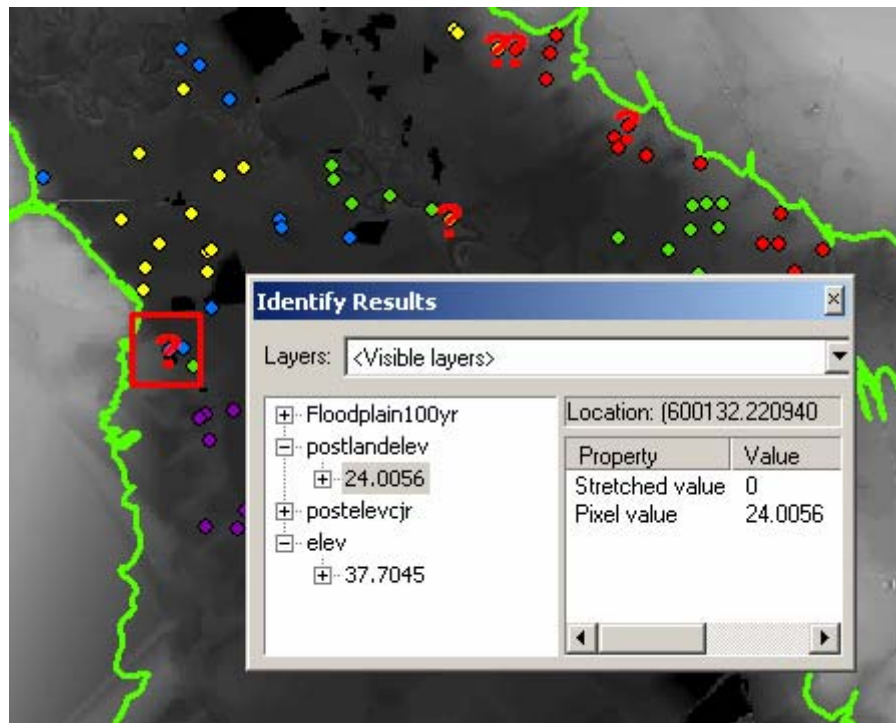 ??
?
?
?
Identify Results
Layers: <Visible layers>
Floodplain100yr
postlandelev
24.0056
postelevcjr
elev
37.7045
Location: (600132.220940
Property Value
Stretched value 0
Pixel value 24.0056